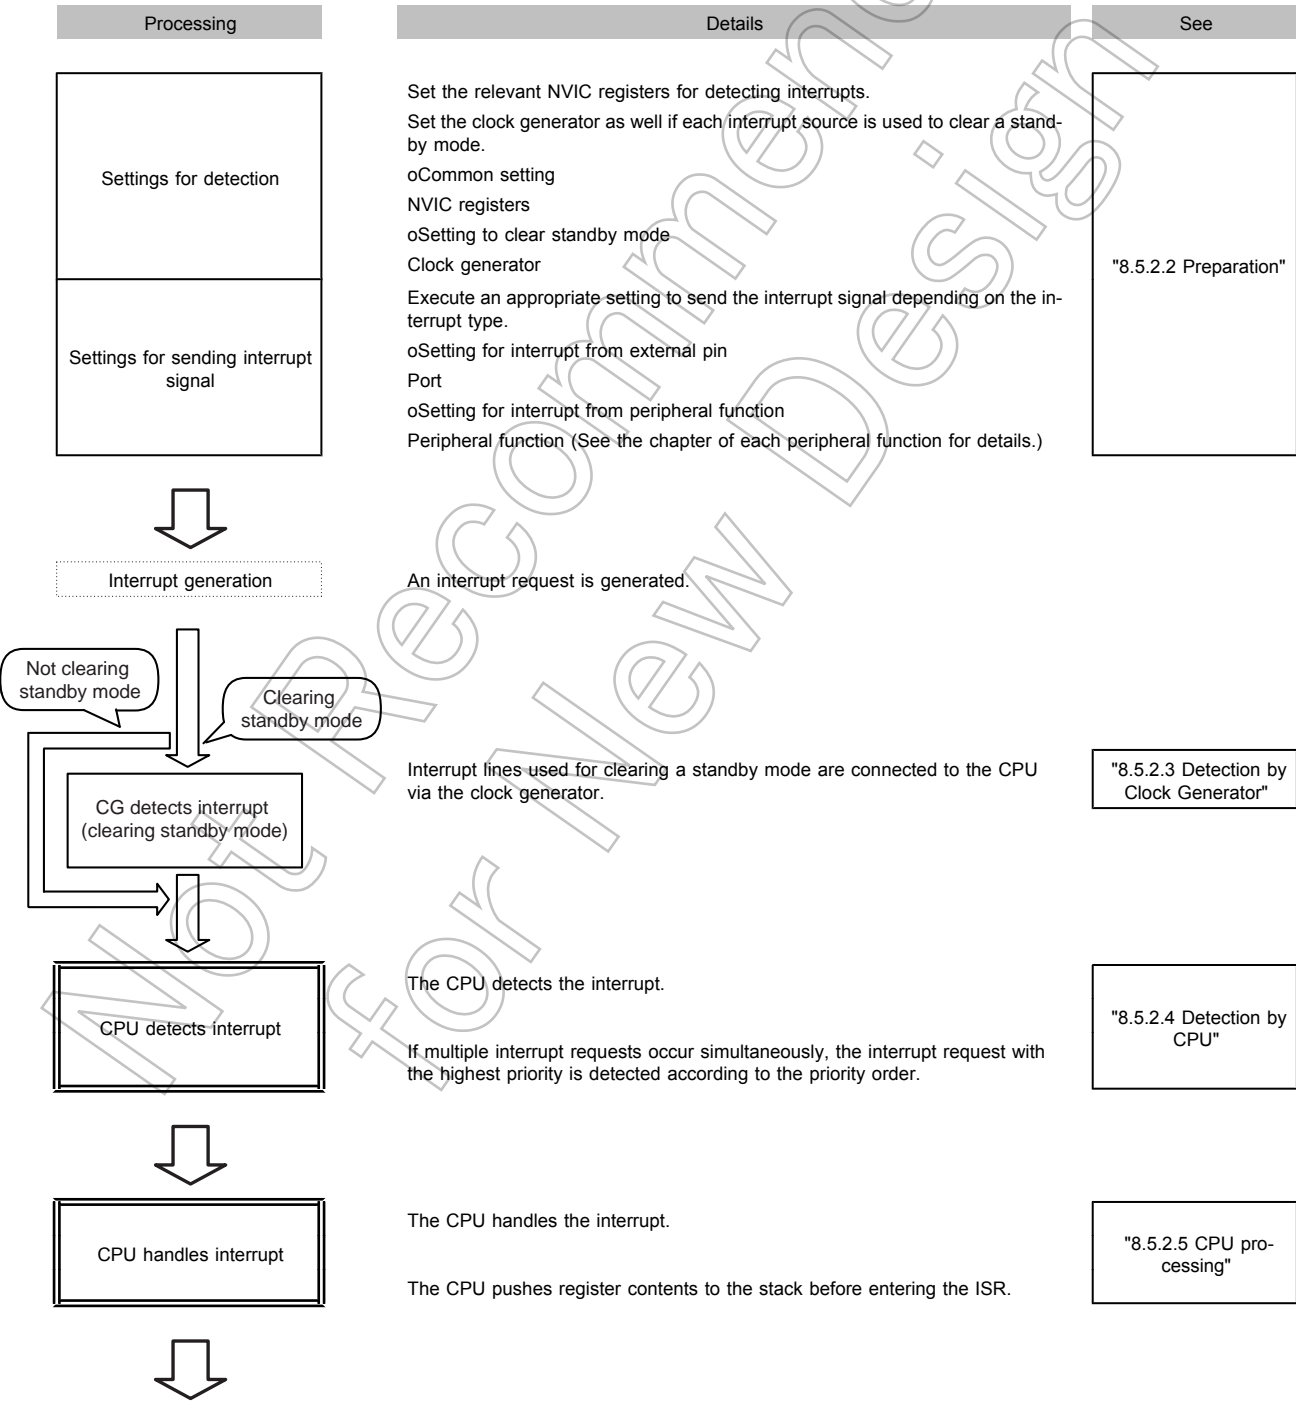 Processing
Details
See
Settings for detection
Set the relevant NVIC registers for detecting interrupts.
Set the clock generator as well if each interrupt source is used to clear a stand-
by mode.
oCommon setting
NVIC registers
oSetting to clear standby mode
Clock generator
"8.5.2.2 Preparation"
Settings for sending interrupt
signal
Execute an appropriate setting to send the interrupt signal depending on the in-
terrupt type.
oSetting for interrupt from external pin
Port
oSetting for interrupt from peripheral function
Peripheral function (See the chapter of each peripheral function for details.)
Interrupt generation
An interrupt request is generated.
Not clearing
standby mode
Clearing
standby mode
CG detects interrupt
(clearing standby mode)
Interrupt lines used for clearing a standby mode are connected to the CPU
via the clock generator.
"8.5.2.3 Detection by
Clock Generator"
CPU detects interrupt
The CPU detects the interrupt.
If multiple interrupt requests occur simultaneously, the interrupt request with
the highest priority is detected according to the priority order.
"8.5.2.4 Detection by
CPU"
CPU handles interrupt
The CPU handles the interrupt.
The CPU pushes register contents to the stack before entering the ISR.
"8.5.2.5 CPU pro-
cessing"
Not Recommen
for New Design